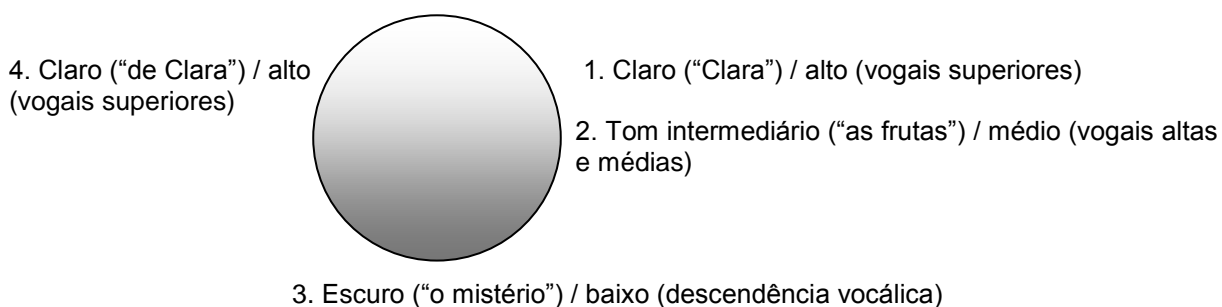 4. Claro (“de Clara”) / alto
(vogais superiores)
1. Claro (“Clara”) / alto (vogais superiores)
2. Tom intermediário (“as frutas”) / médio (vogais altas
e médias)
3. Escuro (“o mistério”) / baixo (descendência vocálica)